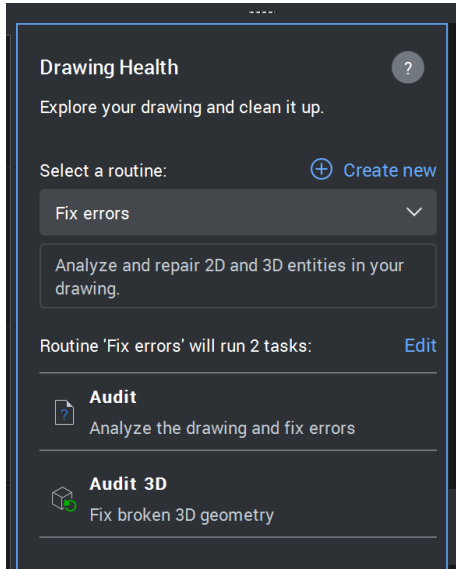 Drawing Health
?
Explore your drawing and clean it up.
Select a routine:
Create new
Fix errors
Analyze and repair 2D and 3D entities in your
drawing.
Routine 'Fix errors' will run 2 tasks:
Edit
Audit
?
Analyze the drawing and fix errors
Audit 3D
Fix broken 3D geometry